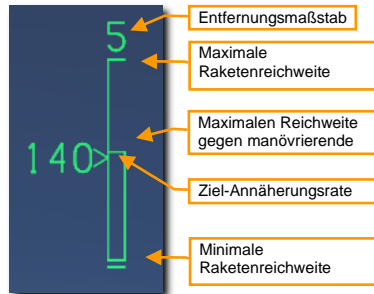 5
Entfernungsmaßstab
Maximale
Raketenreichweite
Maximalen Reichweite
gegen manövrierende
140
Ziel-Annäherungsrate
Minimale
Raketenreichweite